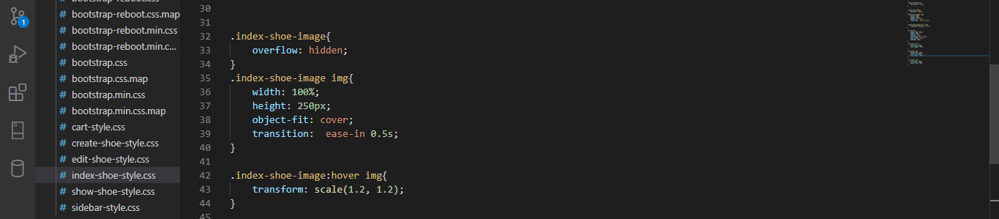 1
bootstrap-reboot.css
# bootstrap-reboot.css.map
# bootstrap-reboot.min.css
# bootstrap-reboot.min.c...
# bootstrap.css
# bootstrap.css.map
# bootstrap.min.css
# bootstrap.min.css.map
# cart-style.css
# create-shoe-style.css
# edit-shoe-style.css
# index-shoe-style.css
# show-shoe-style.css
# sidebar-style.css
30
31
32 .index-shoe-image{
33 overflow: hidden;
34 }
35 .index-shoe-image img{
36 width: 100%;
37 height: 250px;
38 object-fit: cover;
39 transition:  ease-in 0.5s;
40 }
41
42 .index-shoe-image:hover img{
43 transform: scale(1.2, 1.2);
44 }
45